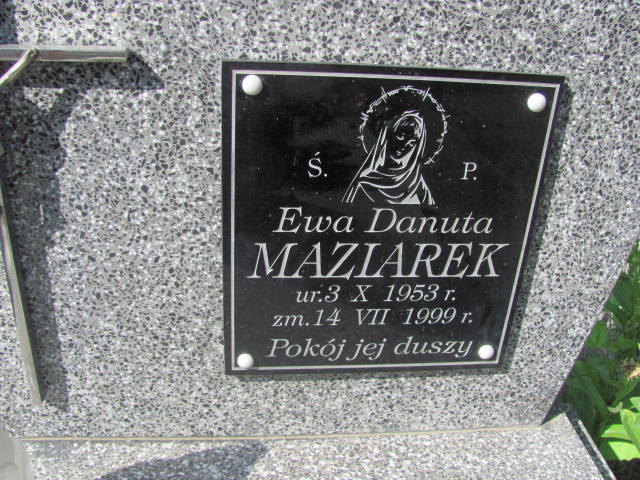 Ś. P.
Ewa Danuta
MAZIAREK
ur.3 X 1953 r.
zm.14 VII 1999 r.
Pokój jej duszy